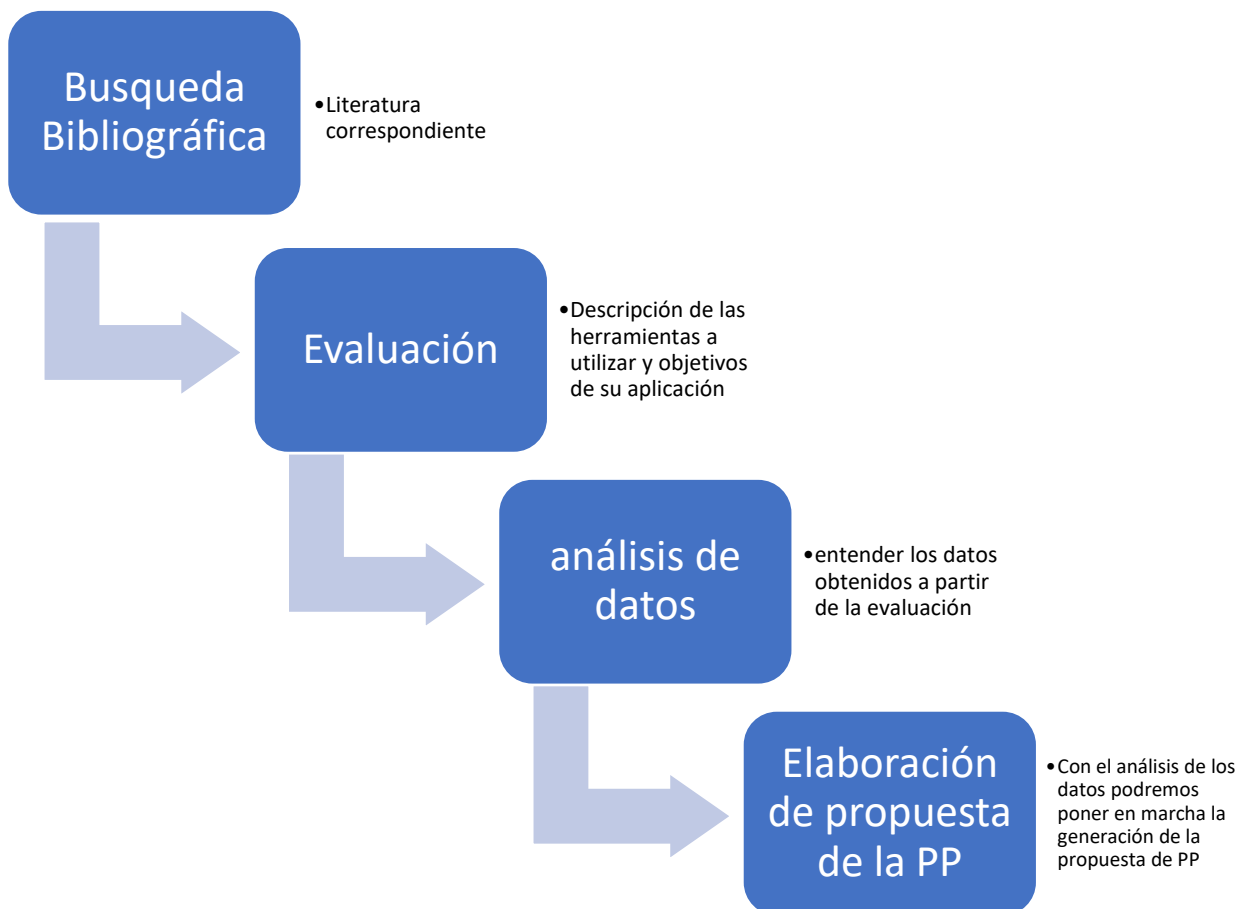 Busqueda
Bibliográfica
•Literatura
correspondiente
Evaluación
•Descripción de las
herramientas a
utilizar y objetivos
de su aplicación
análisis de
datos
•entender los datos
obtenidos a partir
de la evaluación
Elaboración
de propuesta
de la PP
•Con el análisis de los
datos podremos
poner en marcha la
generación de la
propuesta de PP